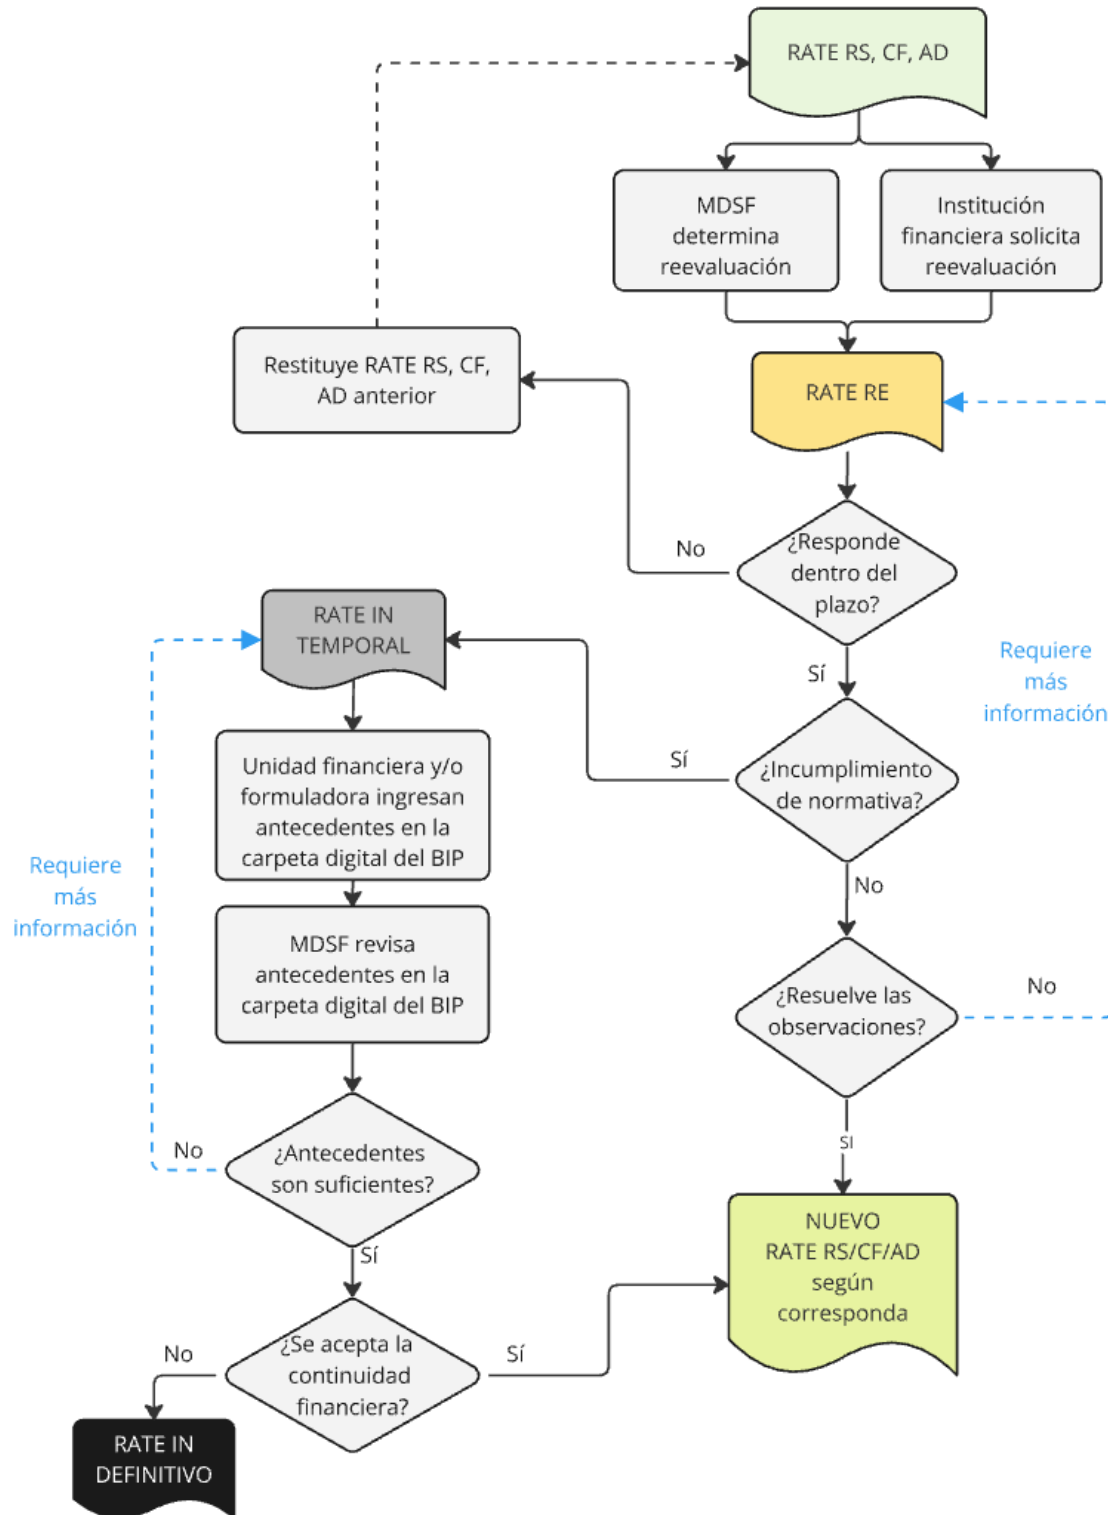 RATE RS, CF, AD
MDSF
determina
reevaluación
Institución
financiera solicita
reevaluación
Restituye RATE RS, CF,
AD anterior
RATE RE
¿Responde
dentro del
plazo?
No
Sí
RATE IN
TEMPORAL
Requiere
más
información
¿Incumplimiento
de normativa?
Sí
No
Unidad financiera y/o
formuladora ingresan
antecedentes en la
carpeta digital del BIP
Requiere
más
información
MDSF revisa
antecedentes en la
carpeta digital del BIP
¿Resuelve las
observaciones?
No
SI
¿Antecedentes
son suficientes?
No
Sí
NUEVO
RATE RS/CF/AD
según
corresponda
¿Se acepta la
continuidad
financiera?
No
Sí
RATE IN
DEFINITIVO